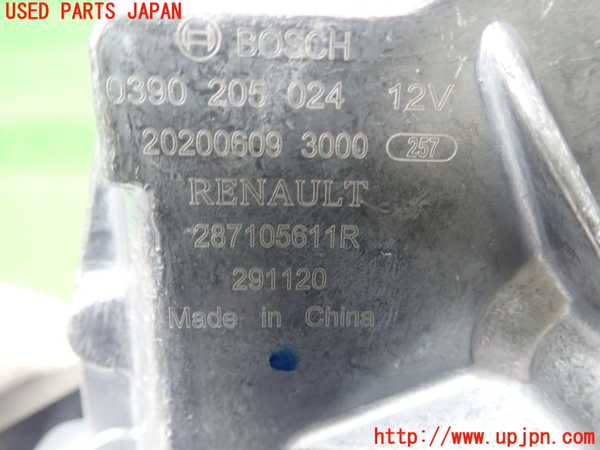 USED PARTS JAPAN
BOSCH
0390 205 024 12V
20200609 3000 257
RENAULT
287105611R
291120
Made in China
http://www.upjpn.com/